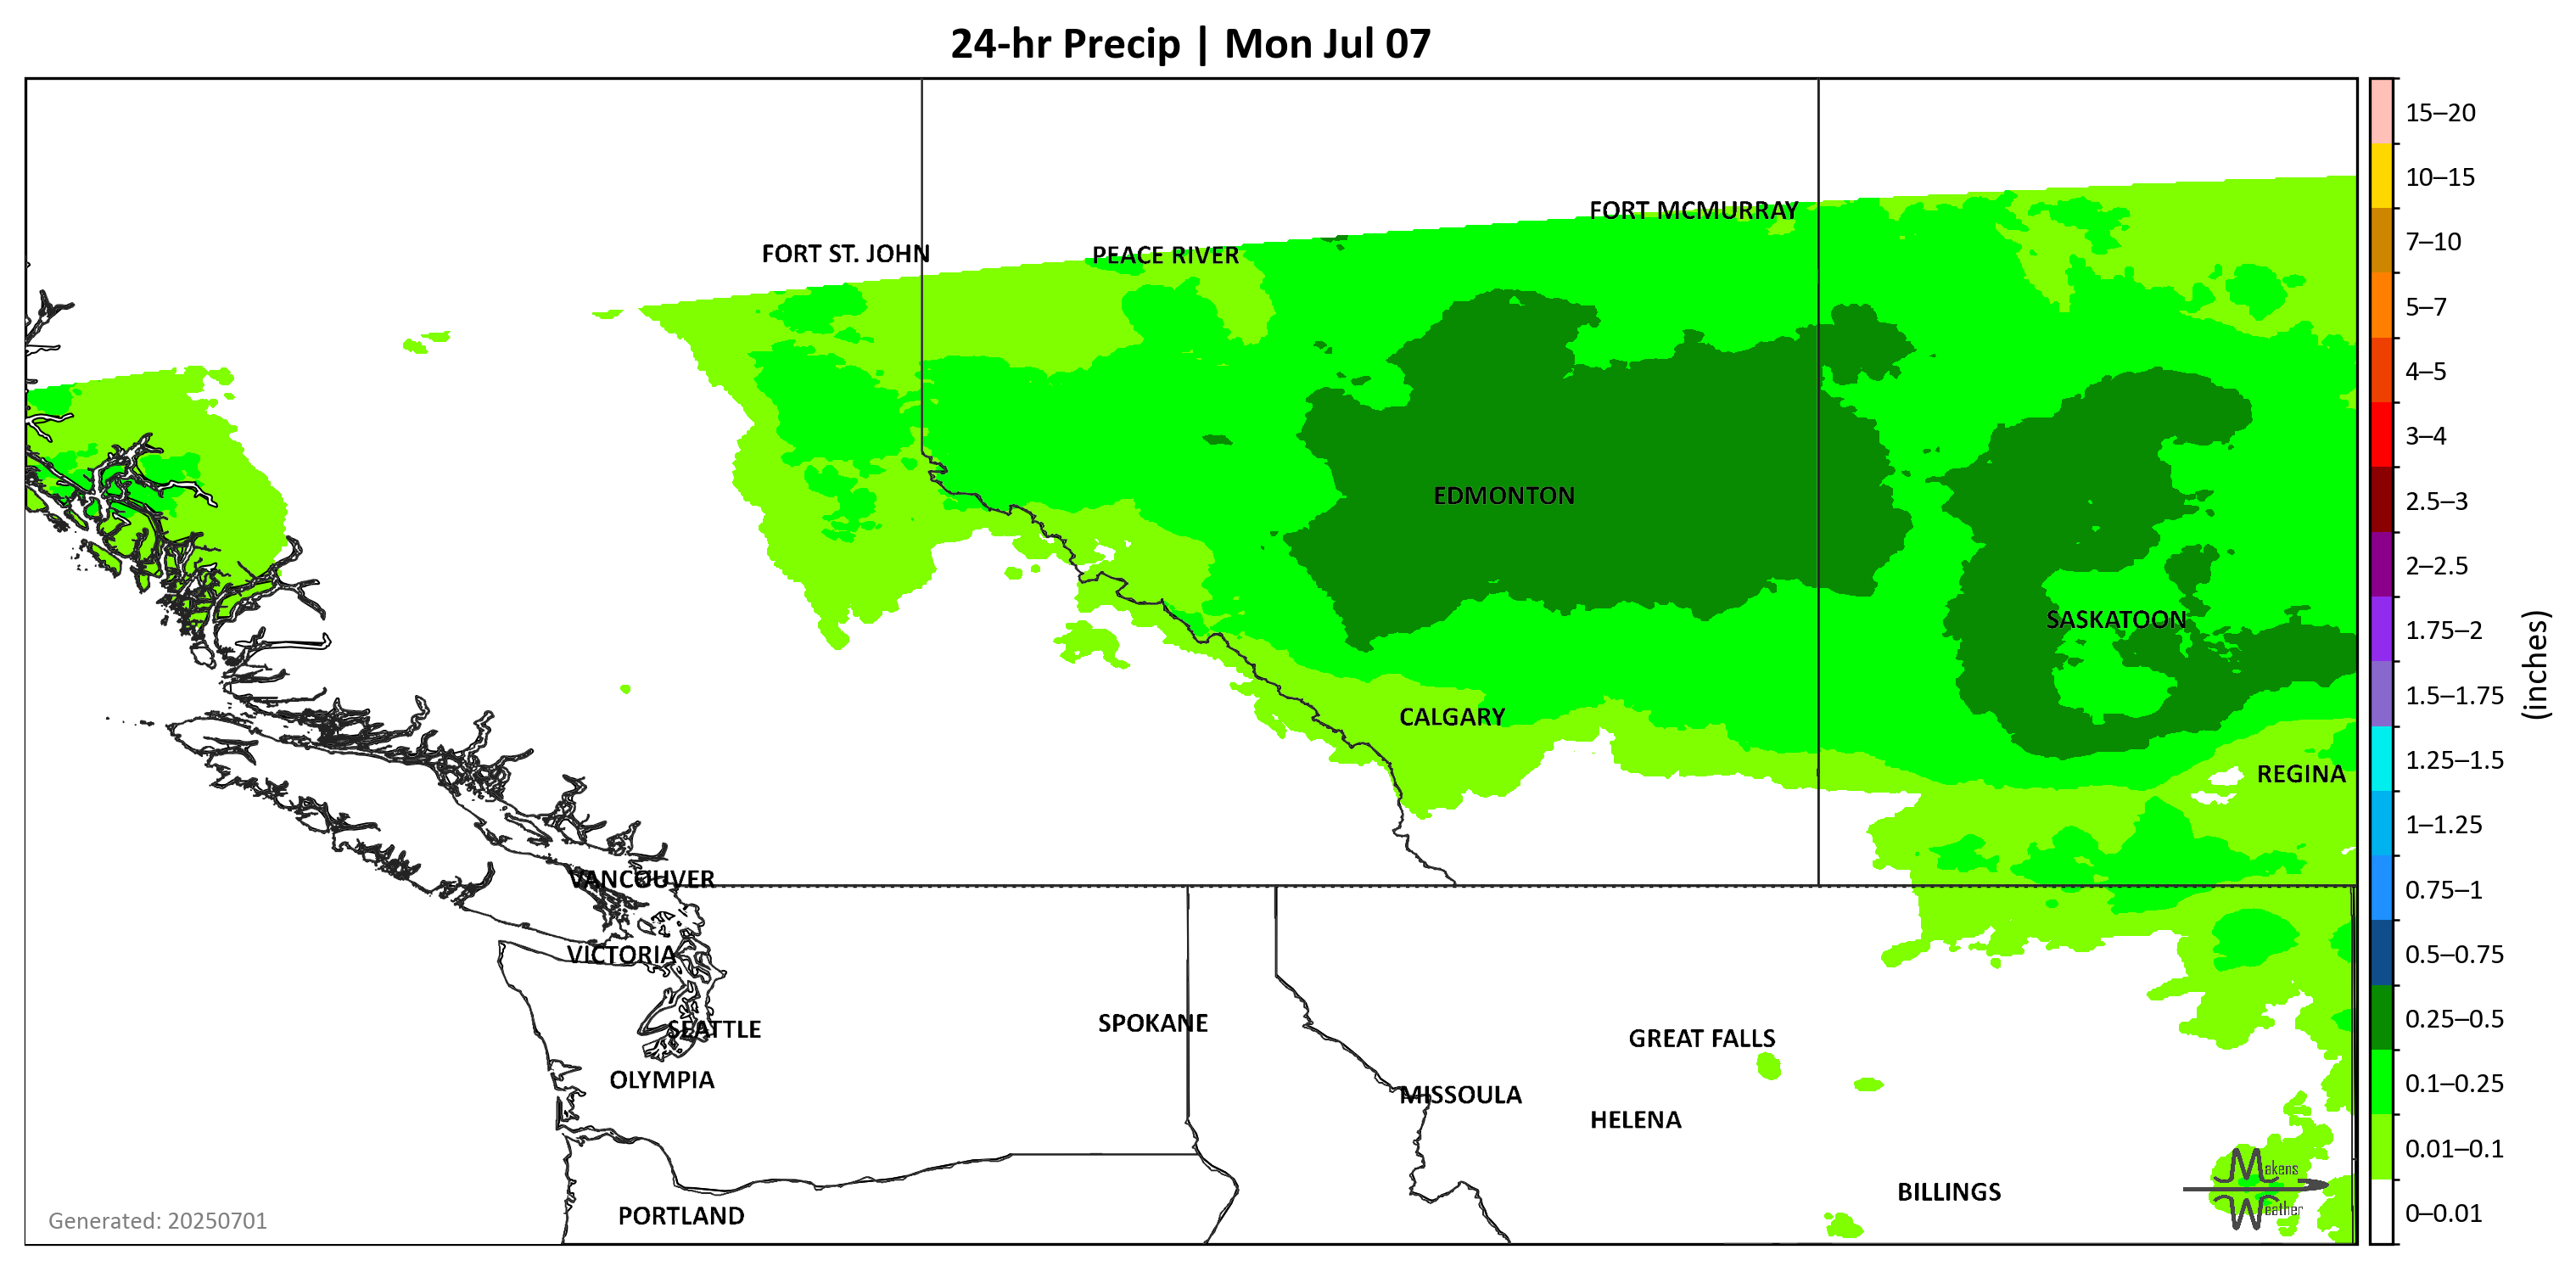 24-hr Precip | Mon Jul 07
FORT MCMURRAY
FORT ST. JOHN
PEACE RIVER
EDMONTON
SASKATOON
CALGARY
REGINA
VANCOUVER
VICTORIA
SEATTLE
SPOKANE
GREAT FALLS
OLYMPIA
MISSOULA
HELENA
BILLINGS
PORTLAND
Makens
Weather
Generated: 20250701
15–20
10–15
7–10
5–7
4–5
3–4
2.5–3
2–2.5
1.75–2
1.5–1.75
1.25–1.5
1–1.25
0.75–1
0.5–0.75
0.25–0.5
0.1–0.25
0.01–0.1
0–0.01
(inches)